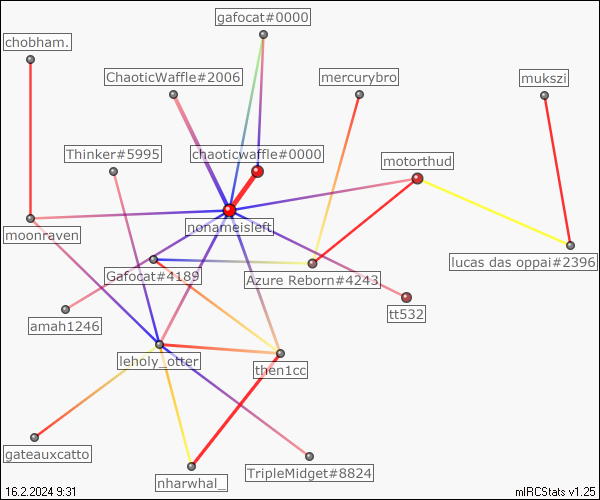 gafocat#0000
chobham.
ChaoticWaffle#2006
mercurybro
mukszi
Thinker#5995
chaoticwaffle#0000
motorthud
moonraven
nonameisleft
lucas das oppai#2396
Gafocat#4189
Azure Reborn#4243
amah1246
tt532
leholy_otter
then1cc
gateauxcatto
nharwhal_
TripleMidget#8824
16.2.2024 9:31
mIRCStats v1.25